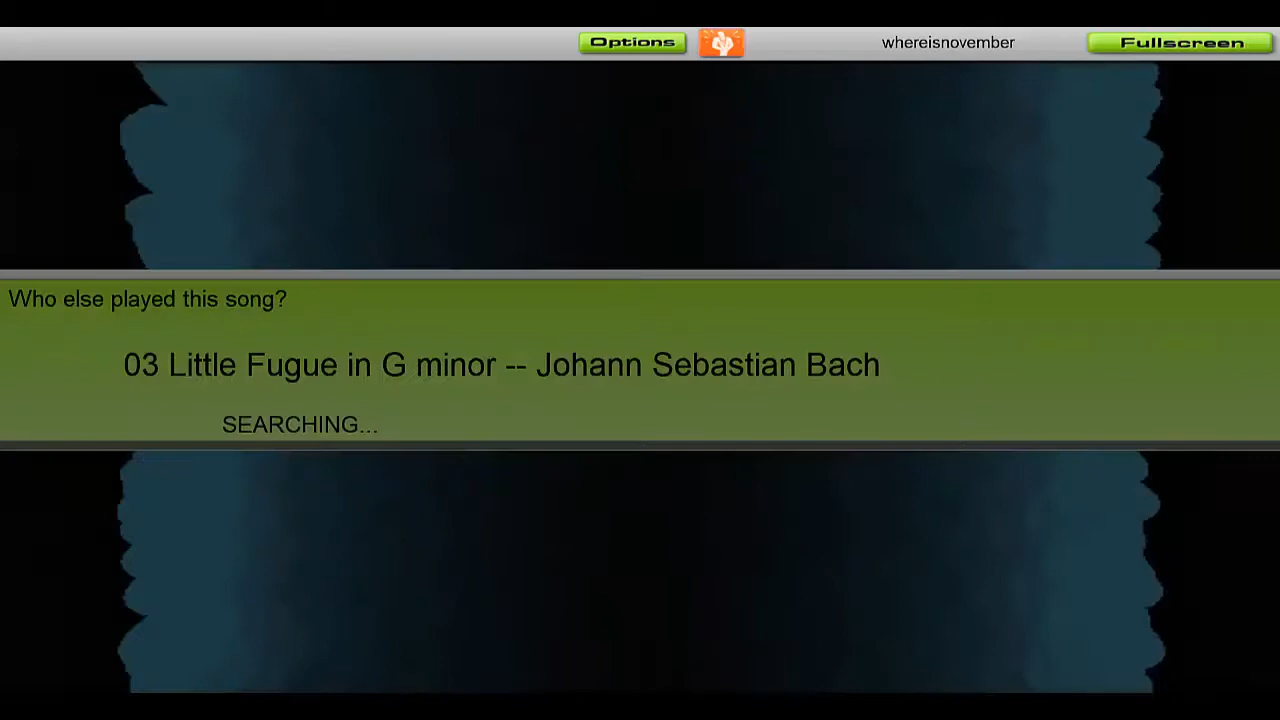 Options
whereisnovember
Fullscreen
Who else played this song?
03 Little Fugue in G minor -- Johann Sebastian Bach
SEARCHING...